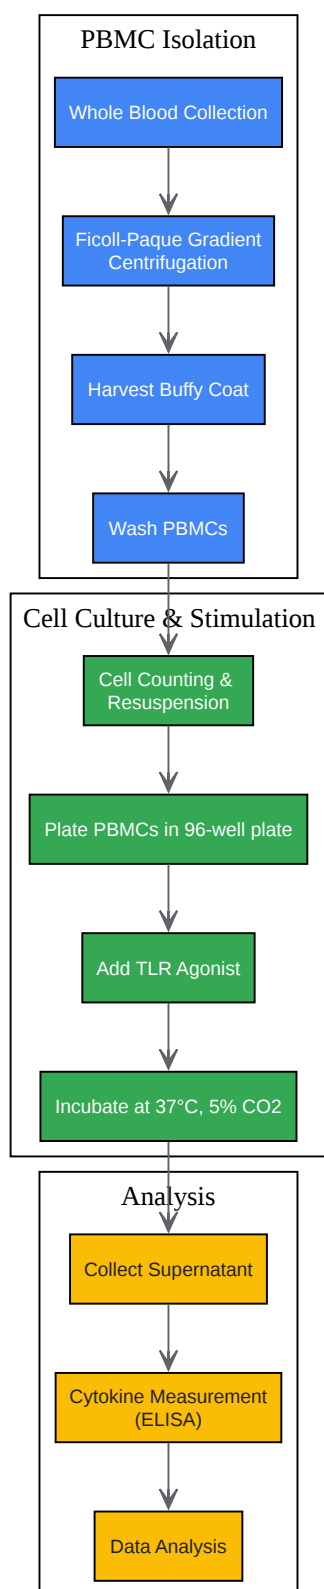 PBMC Isolation
Whole Blood Collection
Ficoll-Paque Gradient
Centrifugation
Harvest Buffy Coat
Wash PBMCs
Cell Culture & Stimulation
Cell Counting &
Resuspension
Plate PBMCs in 96-well plate
Add TLR Agonist
Incubate at 37°C, 5% CO2
Analysis
Collect Supernatant
Cytokine Measurement
(ELISA)
Data Analysis